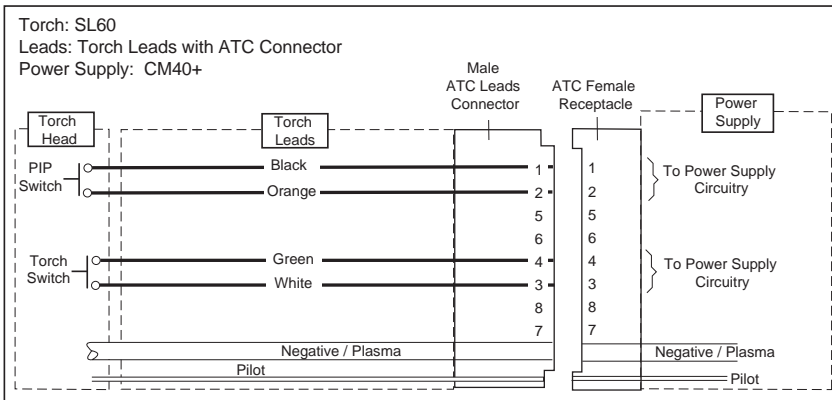 Torch: SL60
Leads: Torch Leads with ATC Connector
Power Supply: CM40+
Male
ATC Leads
Connector
ATC Female
Receptacle
Power
Supply
Torch
Head
Torch
Leads
PIP
Switch
Black
Orange
Torch
Switch
Green
White
1
2
5
6
4
3
8
7
1
2
5
6
4
3
8
7
To Power Supply
Circuitry
To Power Supply
Circuitry
Negative / Plasma
Pilot
Negative / Plasma
Pilot